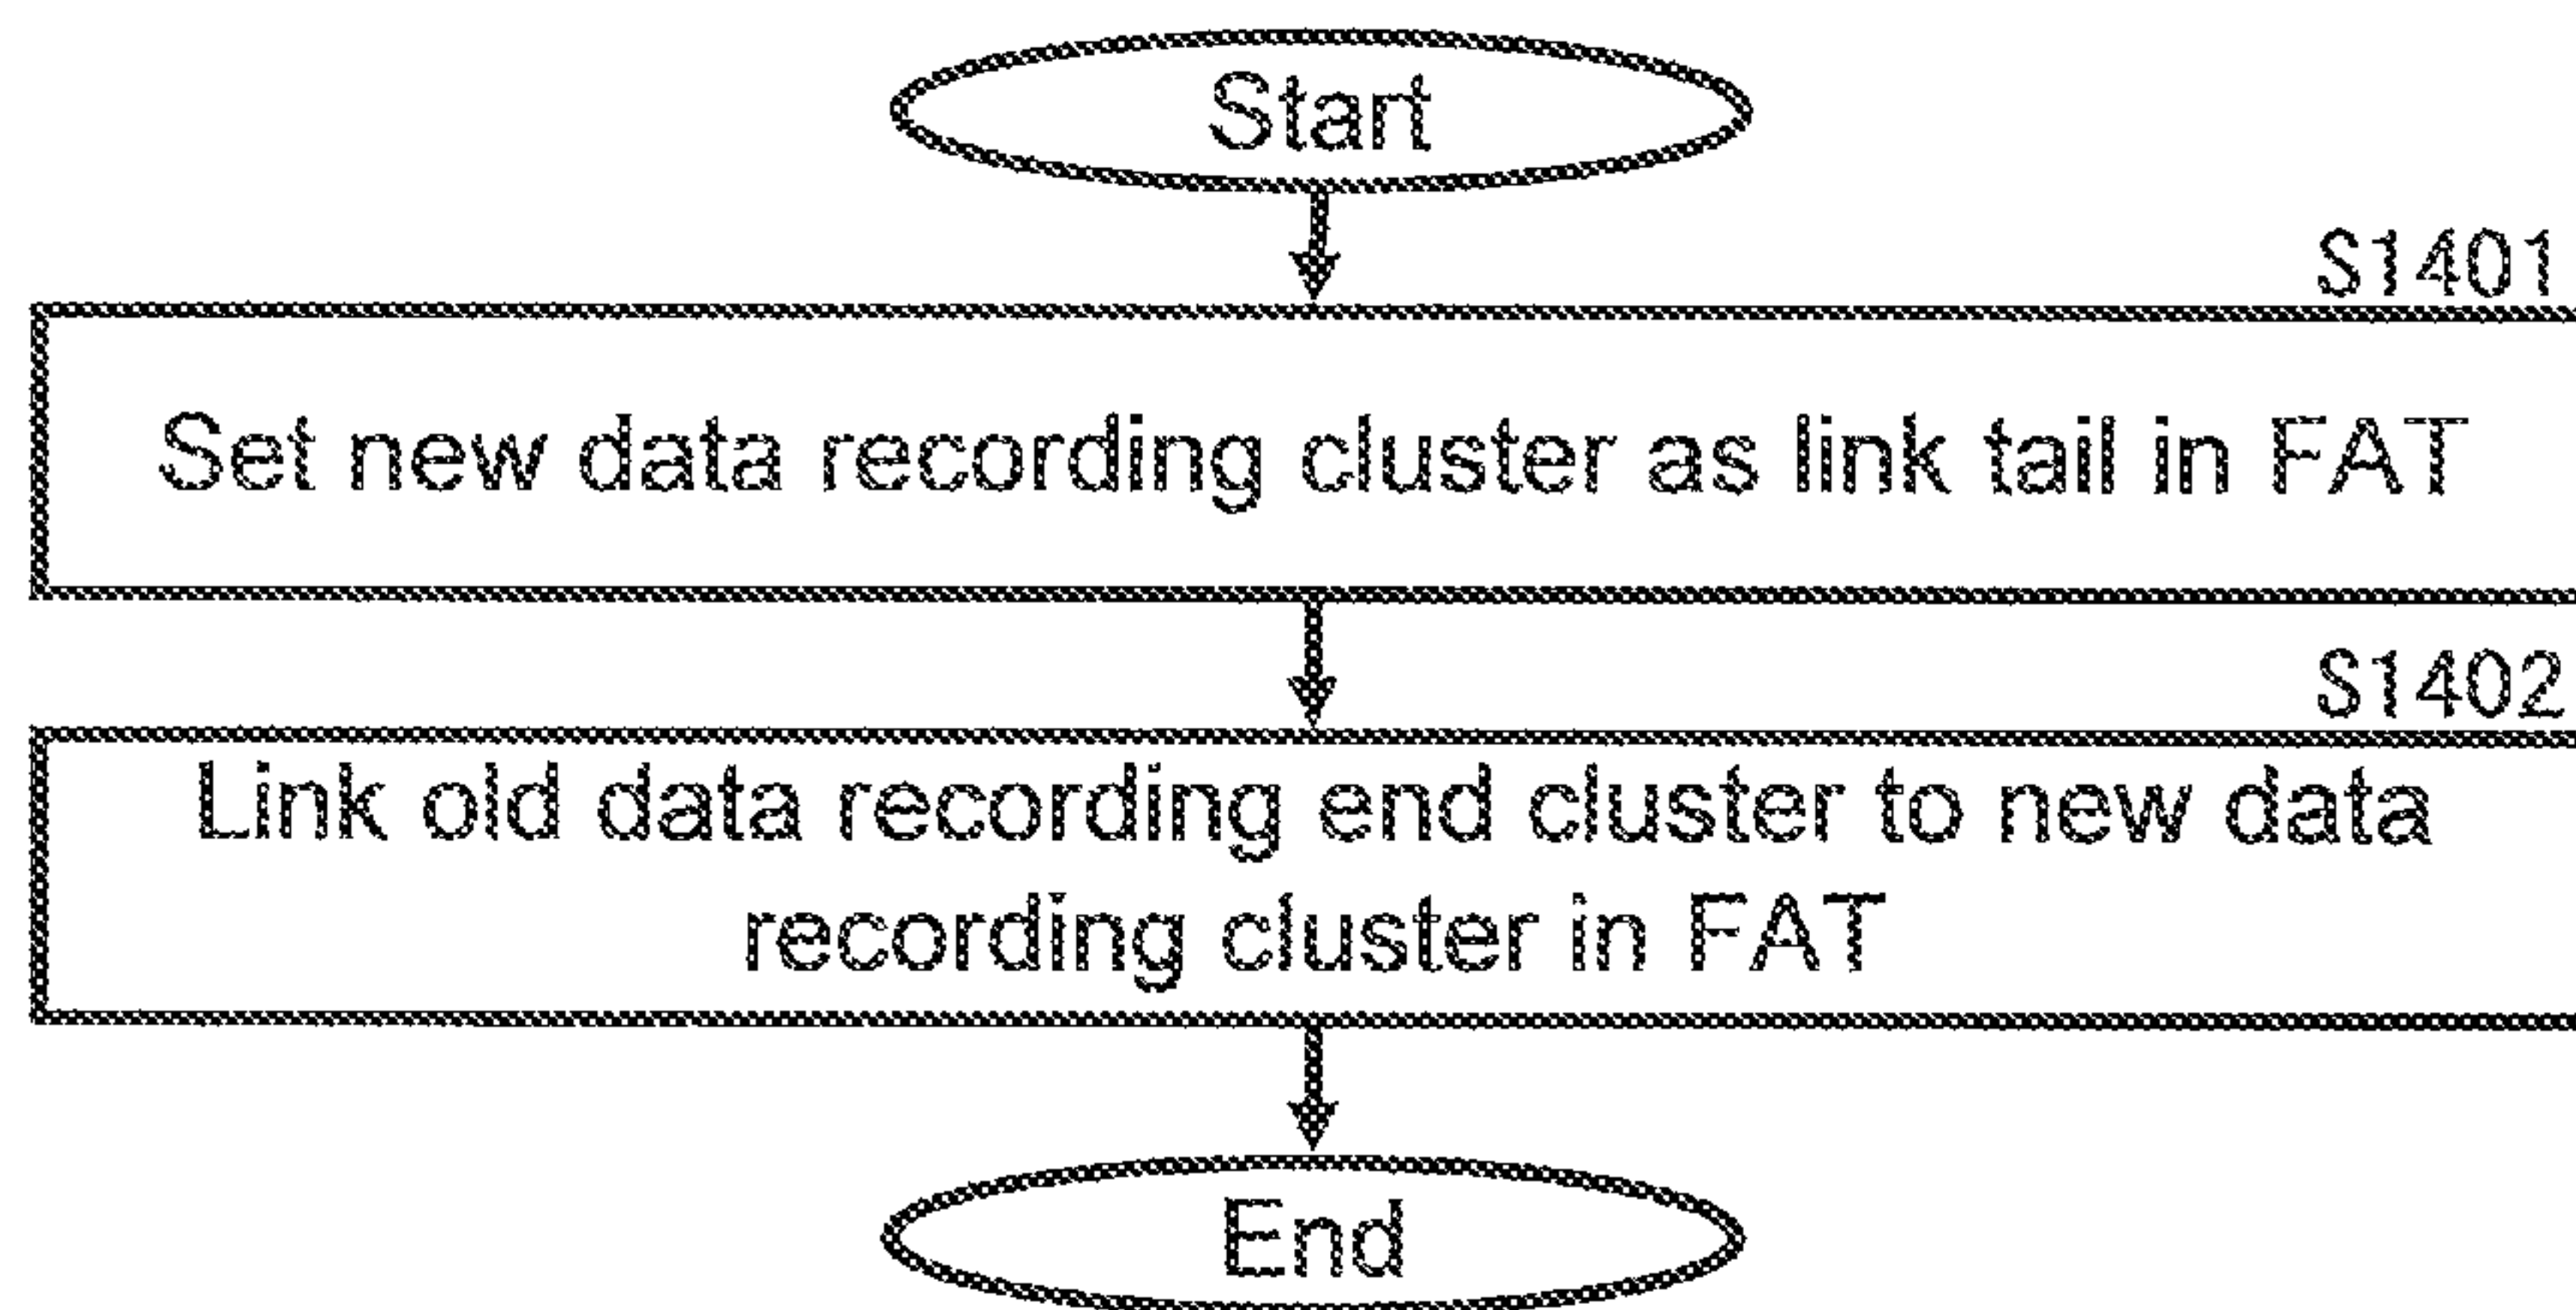 Start
S1401
Set new data recording cluster as link tail in FAT
S1402
Link old data recording end cluster to new data
recording cluster in FAT
End